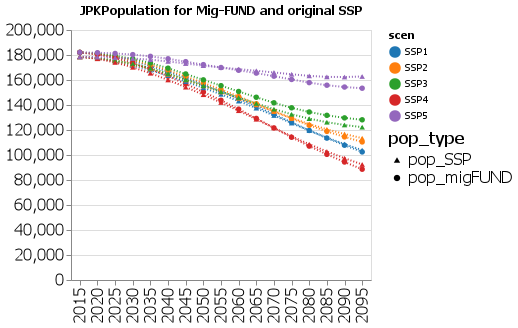 JPKPopulation for Mig-FUND and original SSP
200,000
180,000
160,000
140,000
120,000
100,000
80,000
60,000
40,000
20,000
0
2015
2020
2025
2030
2035
2040
2045
2050
2055
2060
2065
2070
2075
2080
2085
2090
2095
scen
SSP1
SSP2
SSP3
SSP4
SSP5
pop_type
pop_SSP
pop_migFUND